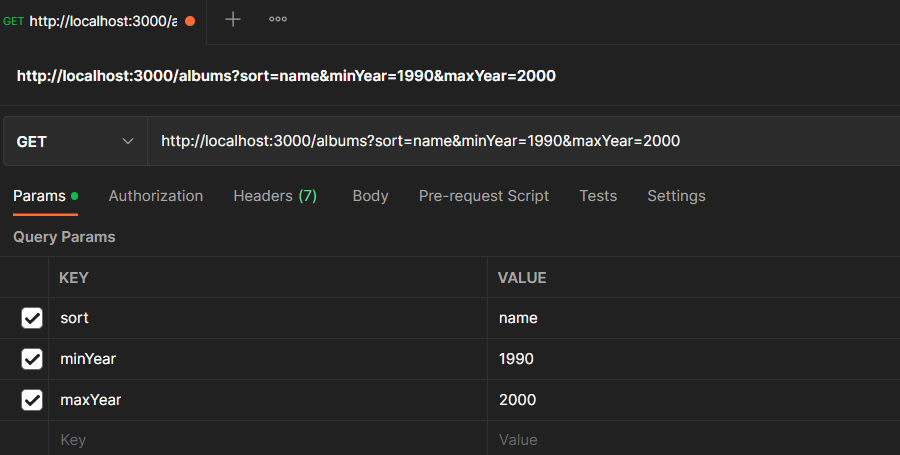 GET http://localhost:3000/a
http://localhost:3000/albums?sort=name&minYear=1990&maxYear=2000
GET http://localhost:3000/albums?sort=name&minYear=1990&maxYear=2000
Params Authorization Headers (7) Body Pre-request Script Tests Settings
Query Params
KEY VALUE
sort name
minYear 1990
maxYear 2000
Key Value